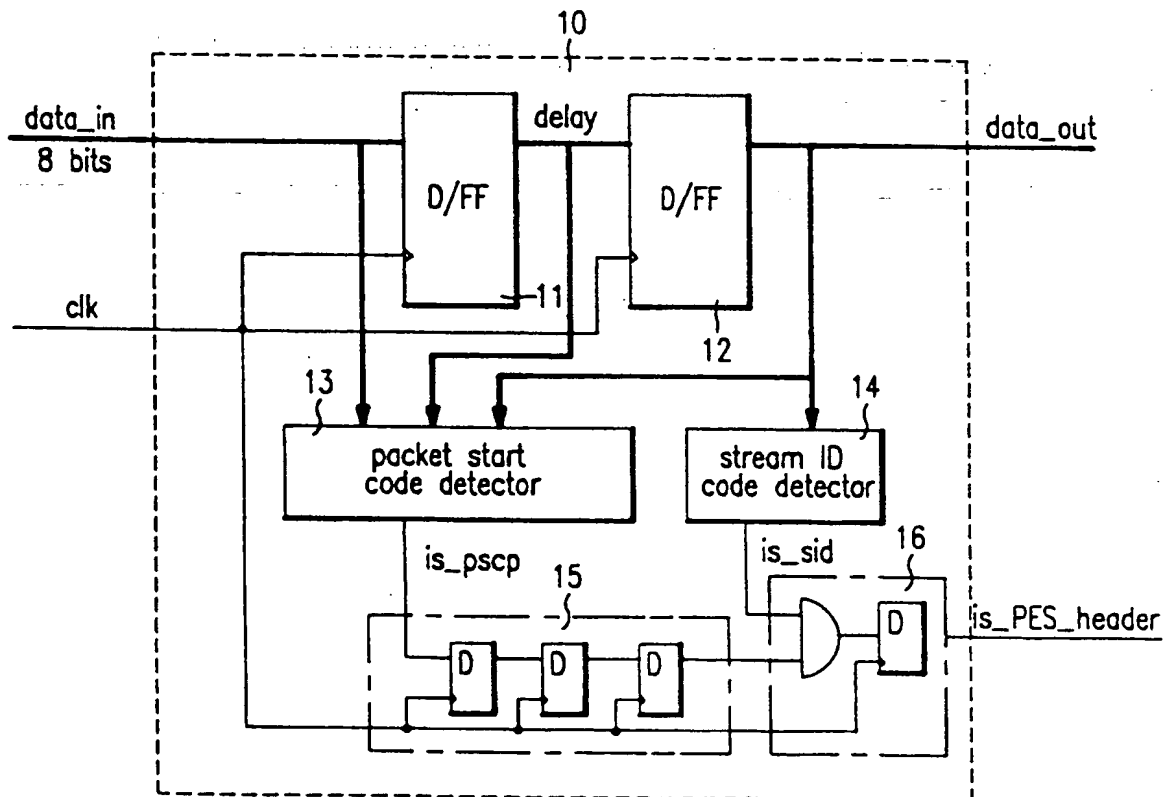 10
data_in
8 bits
delay
data_out
D/FF
D/FF
11
12
clk
13
14
packet start
code detector
stream ID
code detector
is_pscp
is_sid
15
16
D
D
D
D
is_PES_header